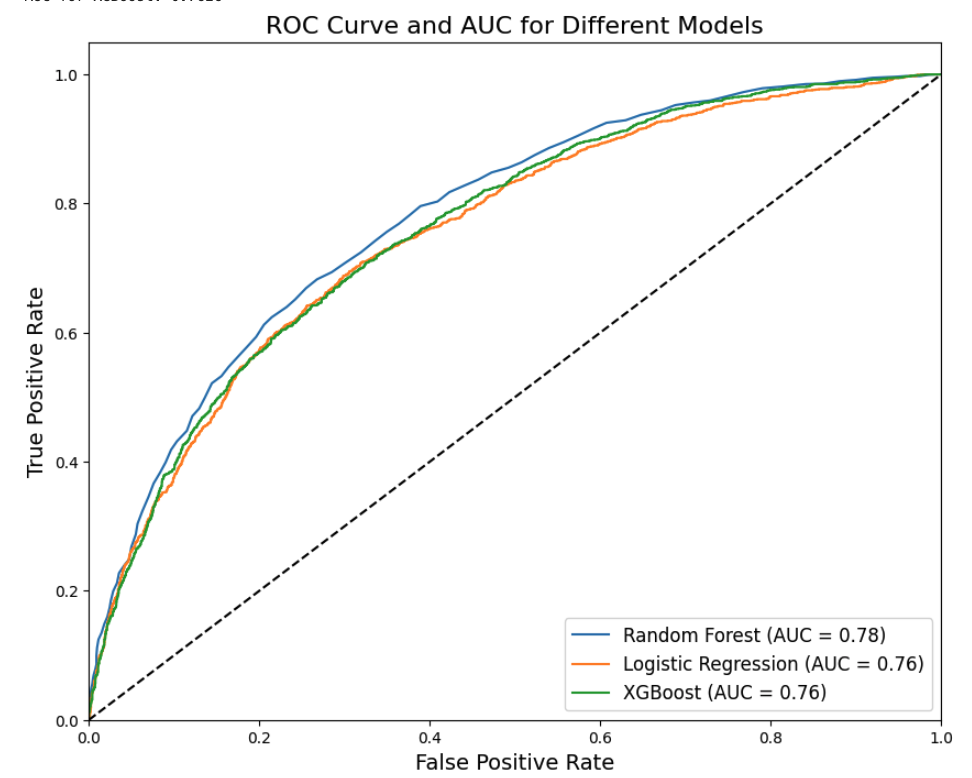 ROC Curve and AUC for Different Models
True Positive Rate
1.0
0.8
0.6
0.4
0.2
0.0
Random Forest (AUC = 0.78)
Logistic Regression (AUC = 0.76)
XGBoost (AUC = 0.76)
0.0 0.2 0.4 0.6 0.8 1.0
False Positive Rate